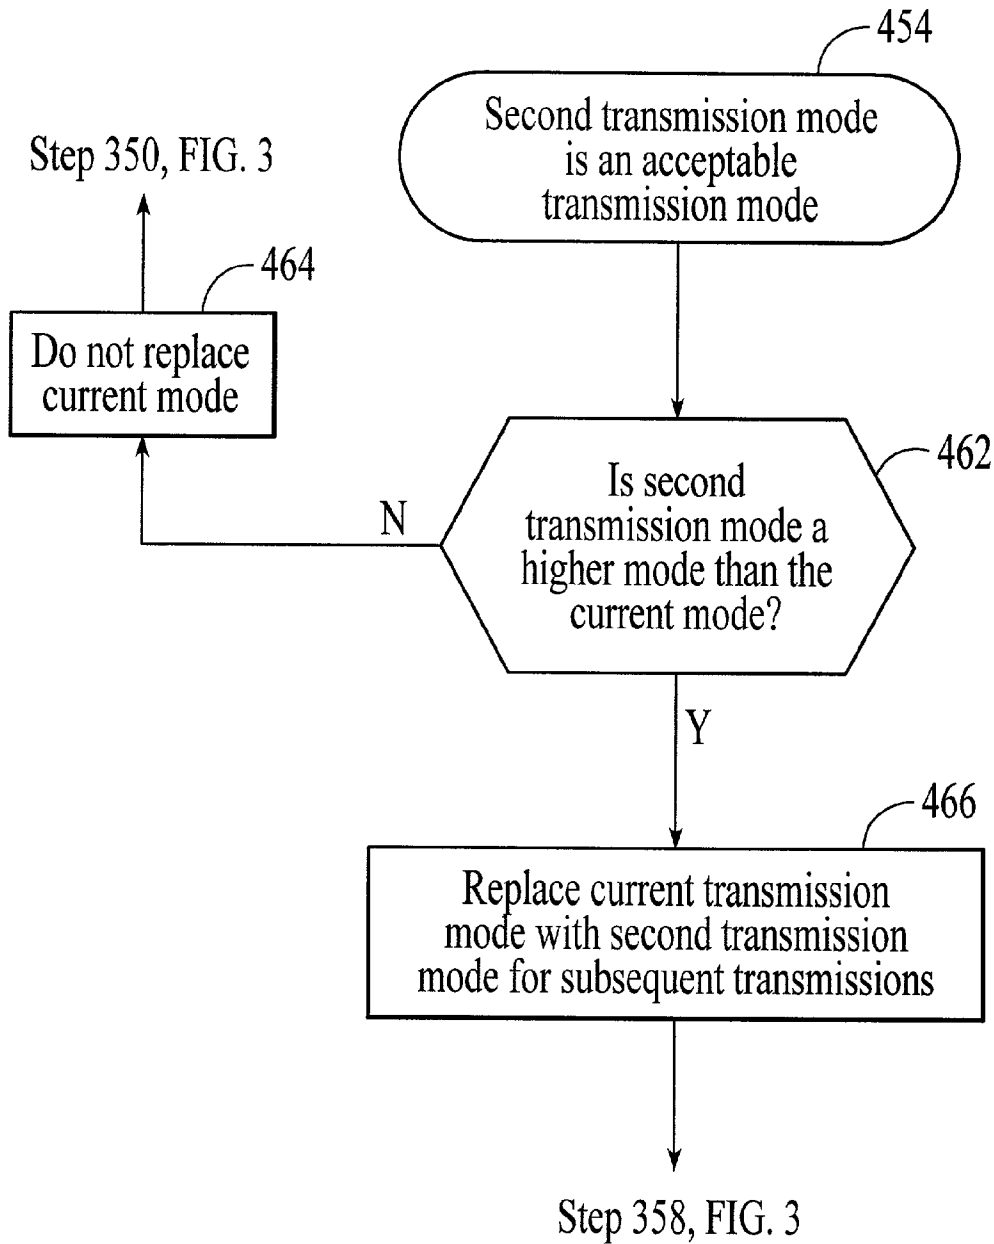 454
Second transmission mode
is an acceptable
transmission mode
Step 350, FIG. 3
464
Do not replace
current mode
462
Is second
transmission mode a
higher mode than the
current mode?
N
Y
466
Replace current transmission
mode with second transmission
mode for subsequent transmissions
Step 358, FIG. 3